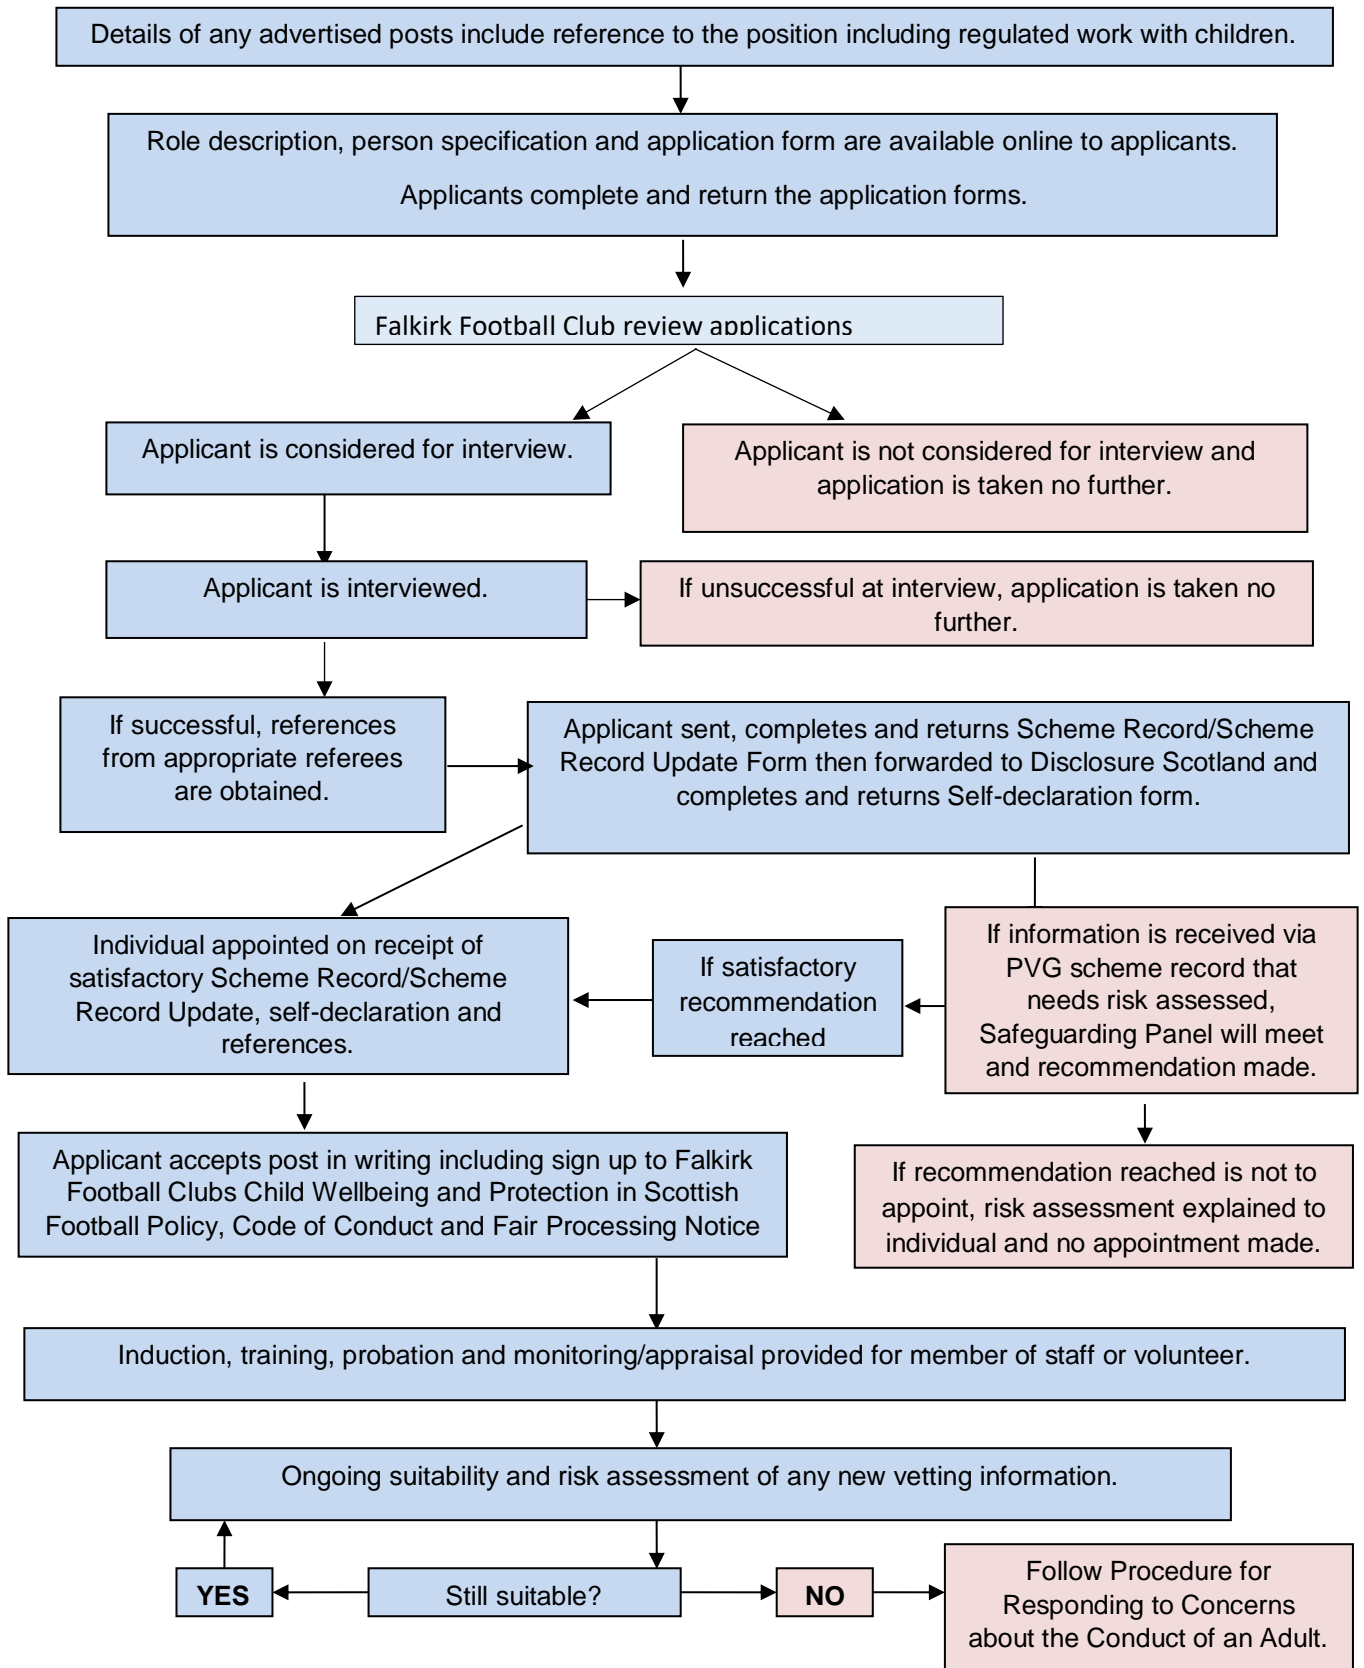 Details of any advertised posts include reference to the position including regulated work with children.
Role description, person specification and application form are available online to applicants.
Applicants complete and return the application forms.
Falkirk Football Club review applications
Applicant is considered for interview.
Applicant is not considered for interview and
application is taken no further.
Applicant is interviewed.
If unsuccessful at interview, application is taken no
further.
If successful, references
from appropriate referees
are obtained.
Applicant sent, completes and returns Scheme Record/Scheme
Record Update Form then forwarded to Disclosure Scotland and
completes and returns Self-declaration form.
Individual appointed on receipt of
satisfactory Scheme Record/Scheme
Record Update, self-declaration and
references.
If satisfactory
recommendation
reached
If information is received via
PVG scheme record that
needs risk assessed,
Safeguarding Panel will meet
and recommendation made.
Applicant accepts post in writing including sign up to Falkirk
Football Clubs Child Wellbeing and Protection in Scottish
Football Policy, Code of Conduct and Fair Processing Notice
If recommendation reached is not to
appoint, risk assessment explained to
individual and no appointment made.
Induction, training, probation and monitoring/appraisal provided for member of staff or volunteer.
Ongoing suitability and risk assessment of any new vetting information.
YES
Still suitable?
NO
Follow Procedure for
Responding to Concerns
about the Conduct of an Adult.